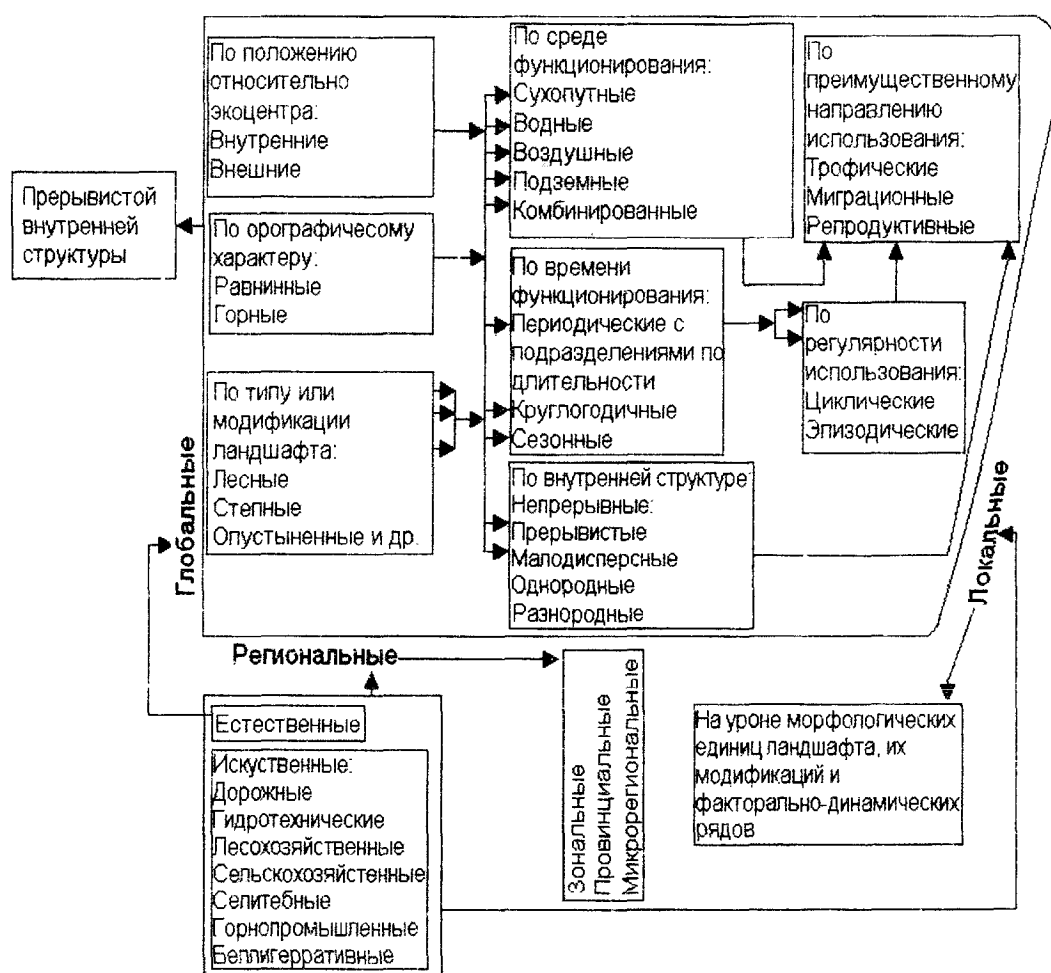 По положению
относительно
экоцентра:
Внутренние
Внешние
По среде
функционирования:
Сухопутные
Водные
Воздушные
Подземные
Комбинированные
По
преимущественному
направлению
использования:
Трофические
Миграционные
Репродуктивные
Прерывистой
внутренней
структуры
По орографичесому
характеру:
Равнинные
Горные
По времени
функционирования:
Периодические с
подразделениями по
длительности
Круглогодичные
Сезонные
По
регулярности
использования:
Циклические
Эпизодические
По типу или
модификации
ландшафта:
Лесные
Степные
Опустыненные и др.
По внутренней структуре
Непрерывные:
Прерывистые
Малодисперсные
Однородные
Разнородные
Глобальные
Локальные
Региональные
Зональные
Провинциальные
Микрорегиональные
Естественные
Искуственные:
Дорожные
Гидротехнические
Лесохозяйственные
Сельскохозяйстенные
Селитебные
Горнопромышленные
Беллигерративные
На уроне морфологических
единиц ландшафта, их
модификаций и
факторально-динамических
рядов